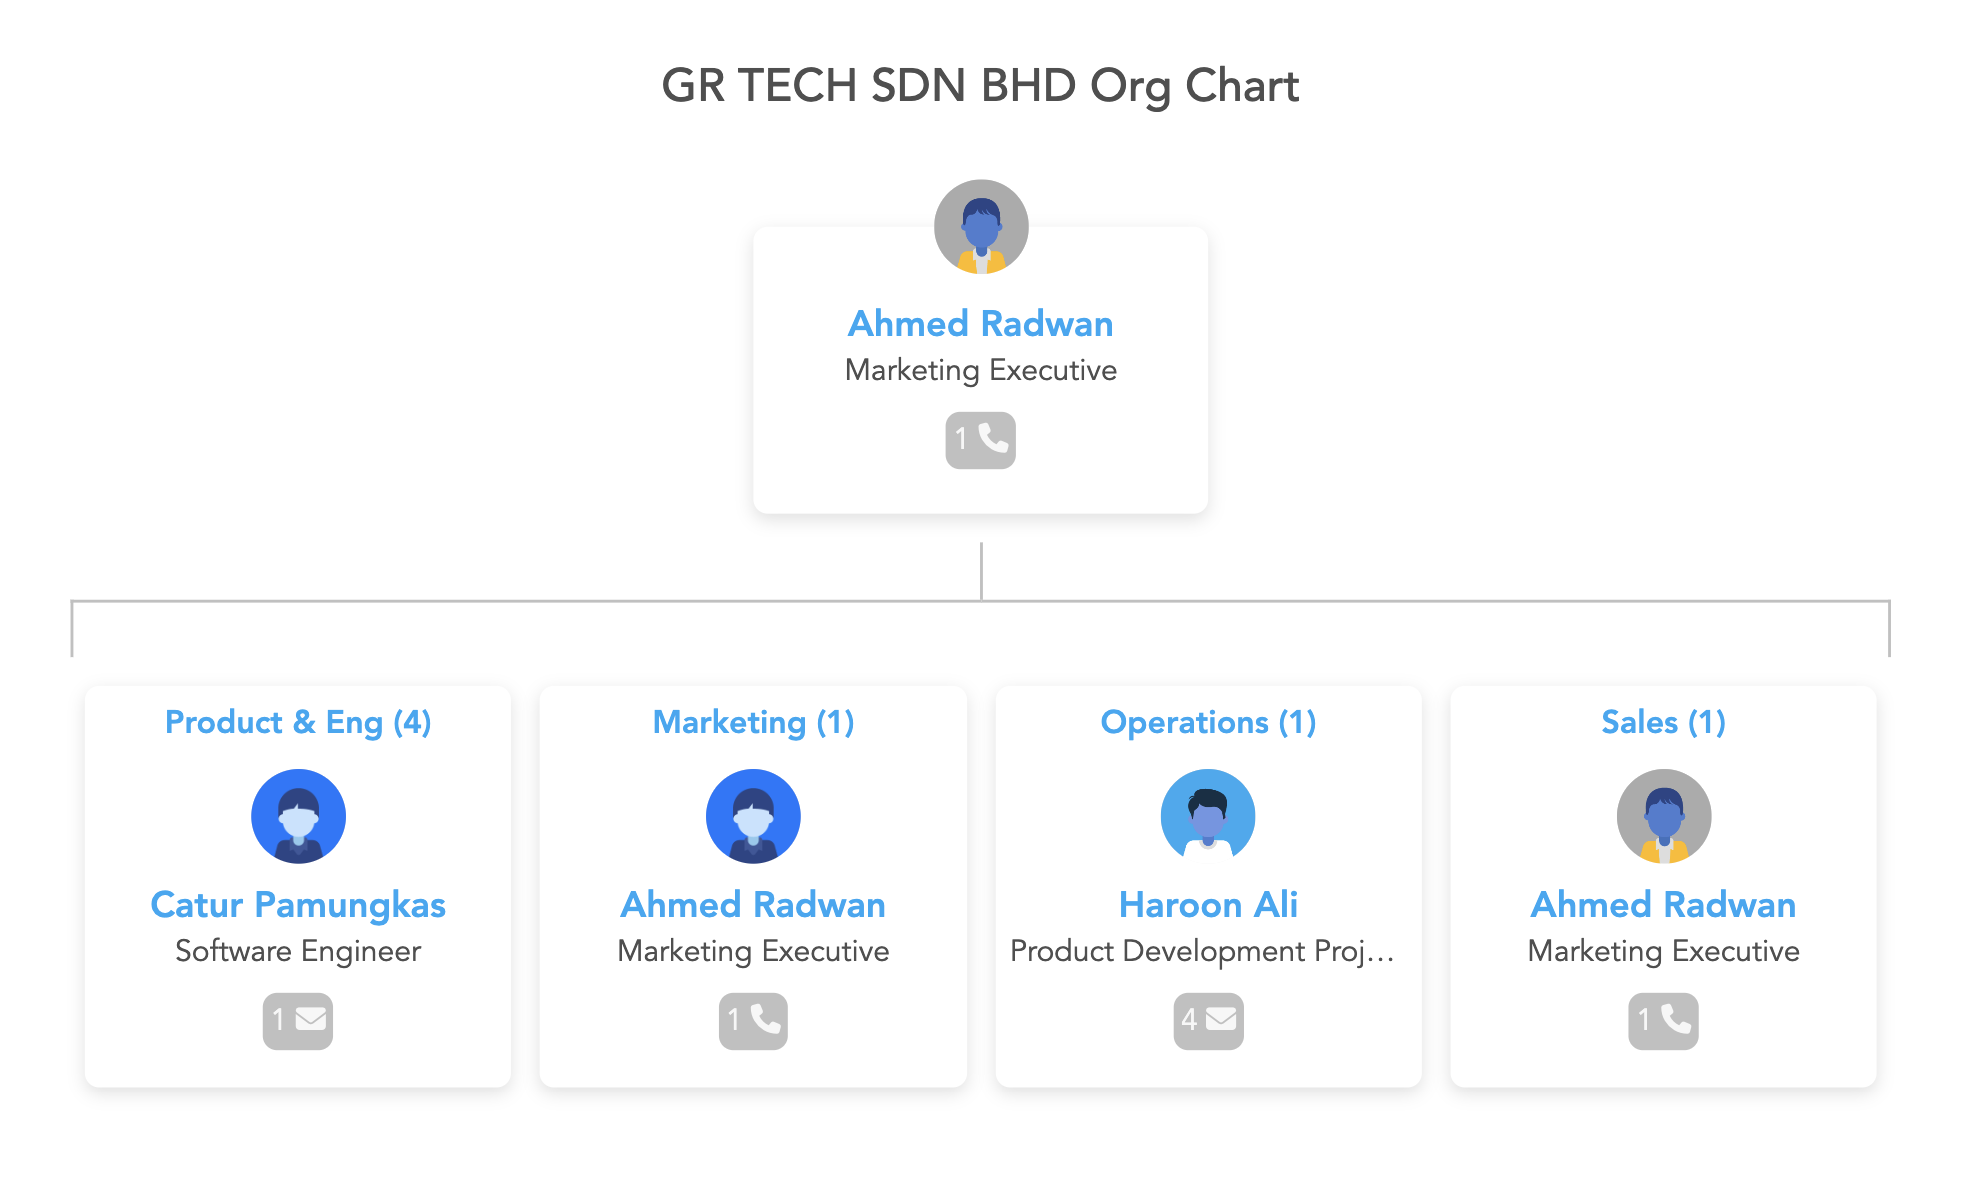 GR TECH SDN BHD Org Chart
Ahmed Radwan
Marketing Executive
1
Product & Eng (4)
Catur Pamungkas
Software Engineer
1
Marketing (1)
Ahmed Radwan
Marketing Executive
1
Operations (1)
Haroon Ali
Product Development Proj...
4
Sales (1)
Ahmed Radwan
Marketing Executive
1